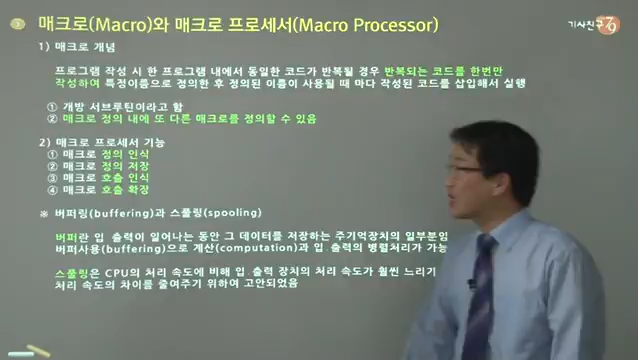 매크로(Macro)와 매크로 프로세서(Macro Processor)
기사친구
1) 매크로 개념
프로그램 작성 시 한 프로그램 내에서 동일한 코드가 반복될 경우 반복되는 코드를 한번만
작성하여 특정이름으로 정의한 후 정의된 이름이 사용될 때 마다 작성된 코드를 삽입해서 실행
① 개방 서브루틴이라고 함
② 매크로 정의 내에 또 다른 매크로를 정의할 수 있음
2) 매크로 프로세서 기능
① 매크로 정의 인식
② 매크로 정의 저장
③ 매크로 호출 인식
④ 매크로 호출 확장
※ 버퍼링(buffering)과 스풀링(spooling)
버퍼란 입 출력이 일어나는 동안 그 데이터를 저장하는 주기억장치의 일부분임
버퍼사용(buffering)으로 계산(computation)과 입 출력의 병렬처리가 가능
스풀링은 CPU의 처리 속도에 비해 입 출력 장치의 처리 속도가 훨씬 느리기
처리 속도의 차이를 줄여주기 위하여 고안되었음